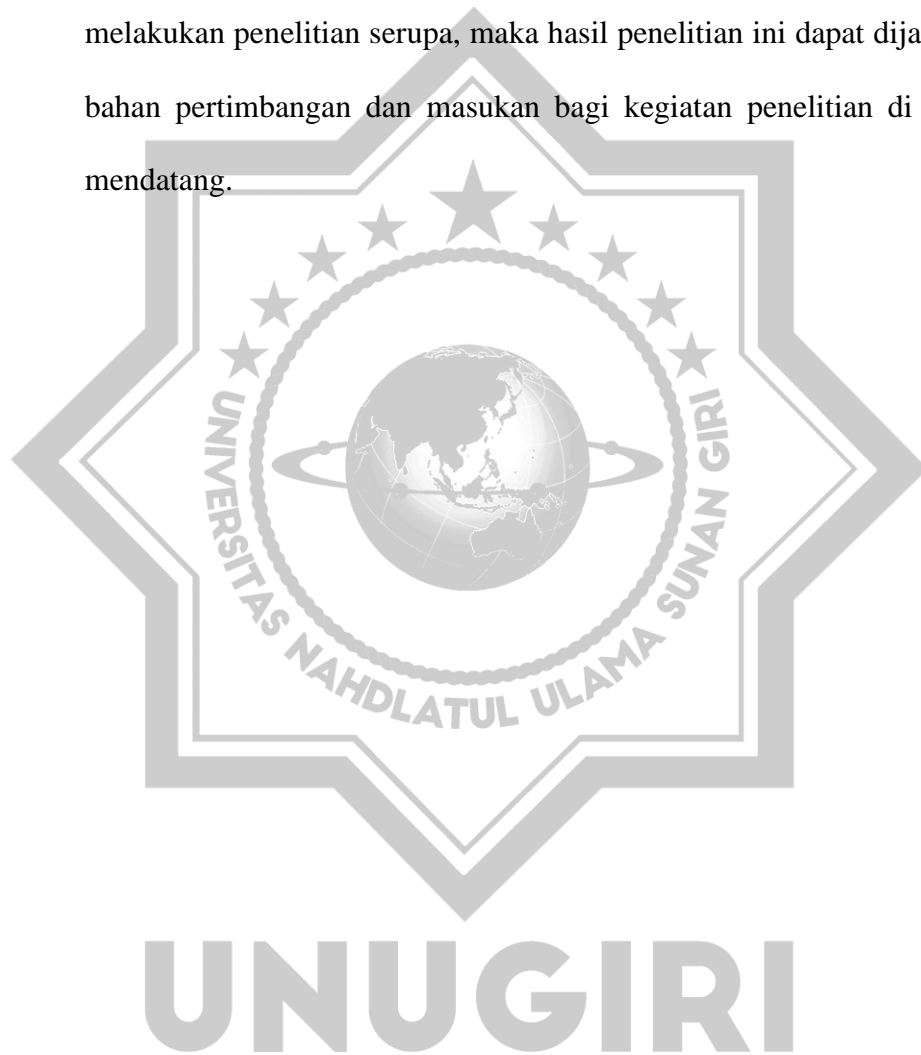 melakukan penelitian serupa, maka hasil penelitian ini dapat dija
bahan pertimbangan dan masukan bagi kegiatan penelitian di
mendatang.
UNIVERSITAS NAHDLATUL ULAMA SUNAN GIRI
UNUGIRI